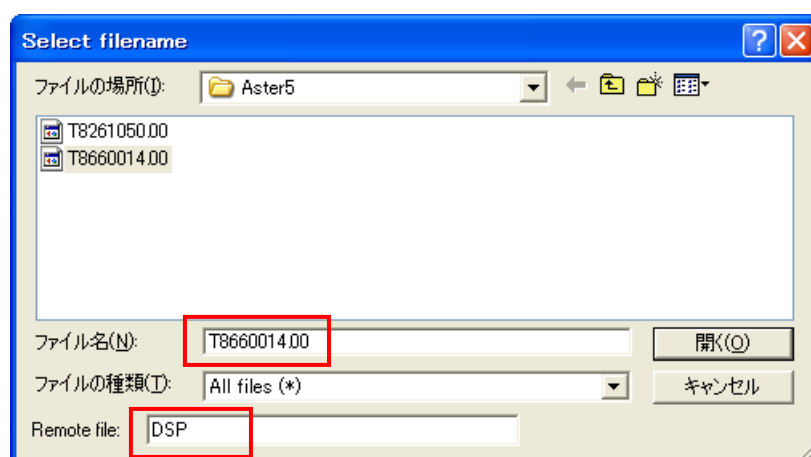 Select filename
ファイルの場所(I): Aster5
T8261050.00
T8660014.00
ファイル名(N): T8660014.00 開く(O)
ファイルの種類(T): All files (*) キャンセル
Remote file: DSP